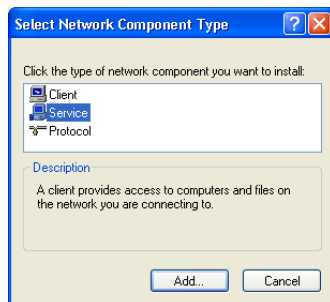 Select Network Component Type
Click the type of network component you want to install:
Client
Service
Protocol
Description
A client provides access to computers and files on
the network you are connecting to.
Add...
Cancel